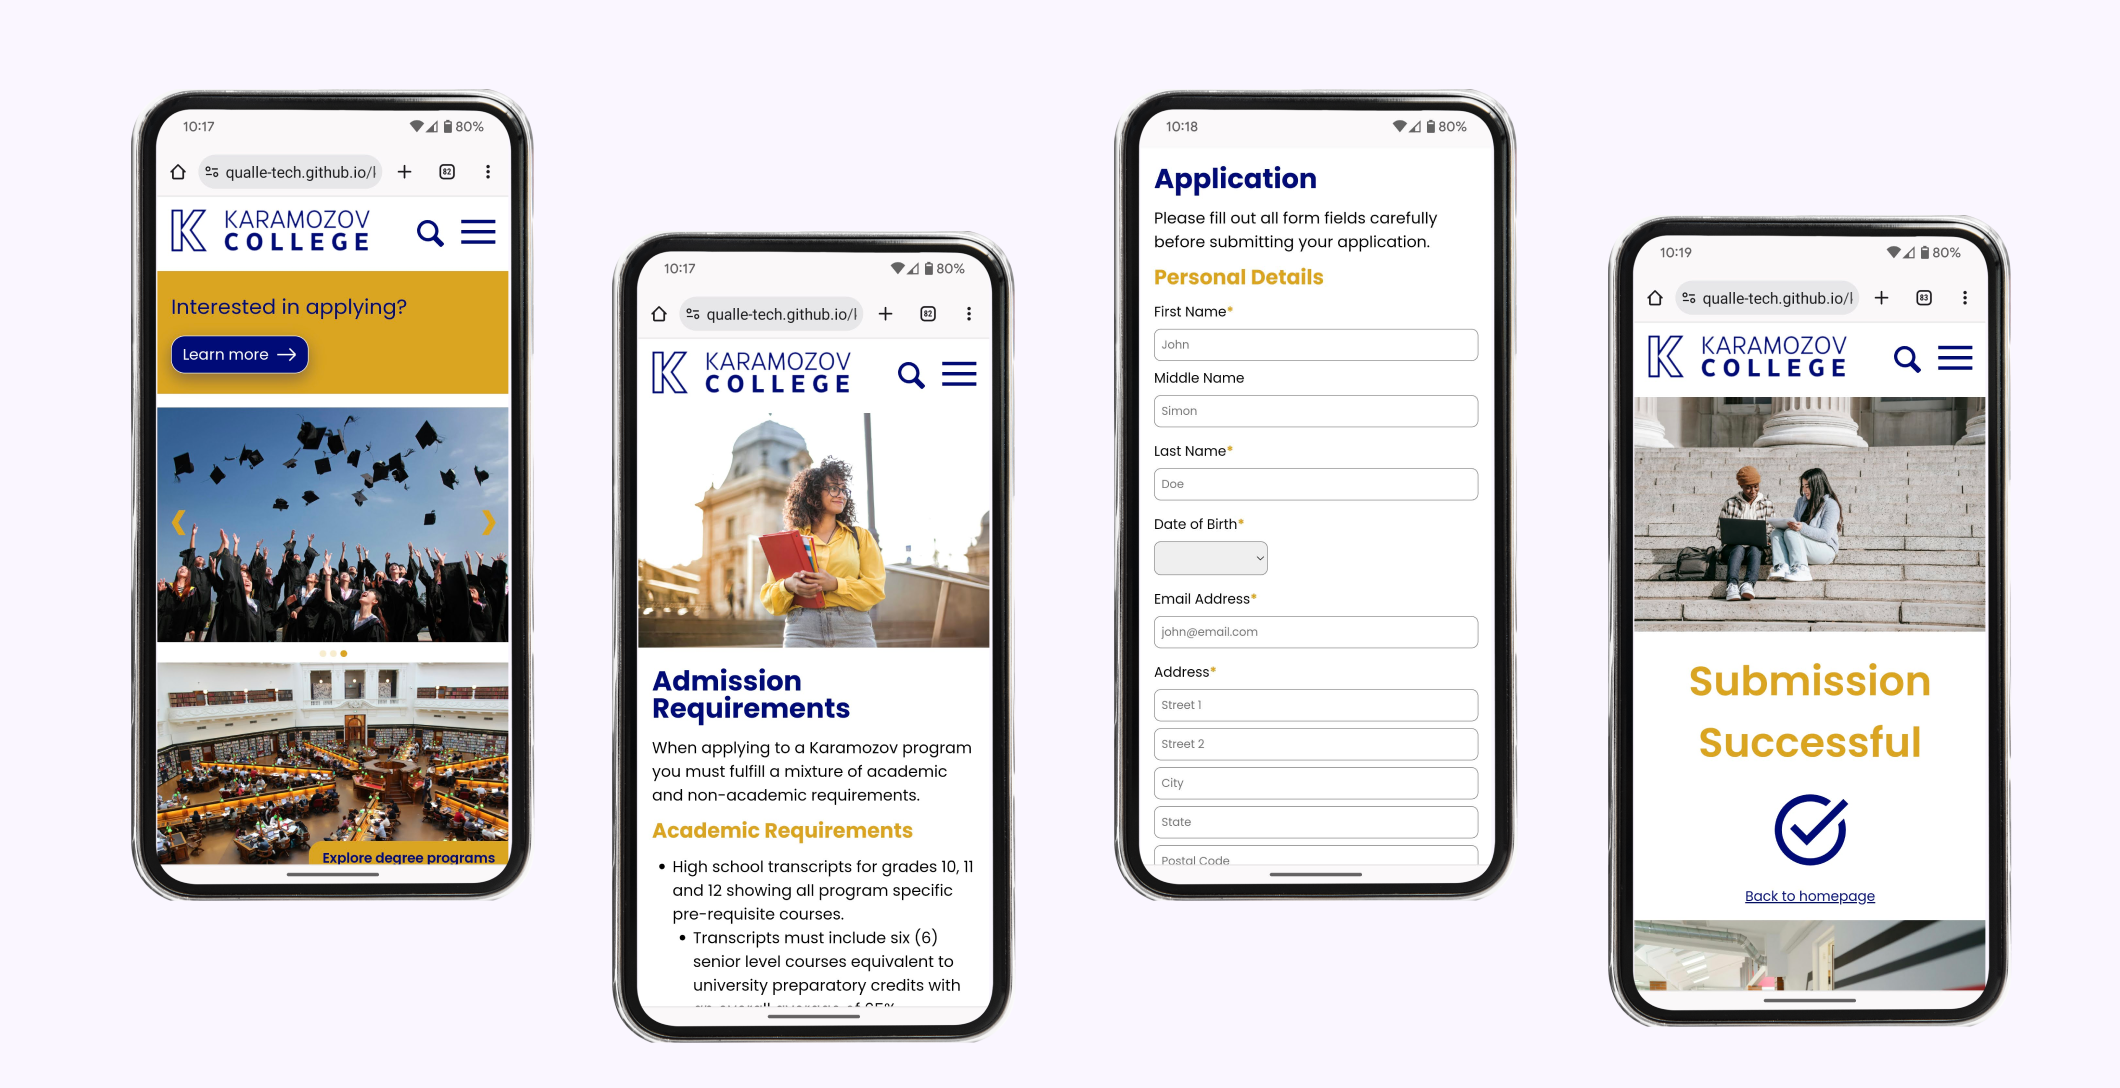 10:17
80%
qualle-tech.github.io/
82
K KARAMOZOV
COLLEGE
Interested in applying?
Learn more →
Explore degree programs
10:17
80%
qualle-tech.github.io/
82
K KARAMOZOV
COLLEGE
Admission
Requirements
When applying to a Karamozov program
you must fulfill a mixture of academic
and non-academic requirements.
Academic Requirements
• High school transcripts for grades 10, 11
and 12 showing all program specific
pre-requisite courses.
• Transcripts must include six (6)
senior level courses equivalent to
university preparatory credits with
10:18
80%
Application
Please fill out all form fields carefully
before submitting your application.
Personal Details
First Name*
John
Middle Name
Simon
Last Name*
Doe
Date of Birth*
Email Address*
john@email.com
Address*
Street 1
Street 2
City
State
Postal Code
10:19
80%
qualle-tech.github.io/
83
K KARAMOZOV
COLLEGE
Submission
Successful
Back to homepage